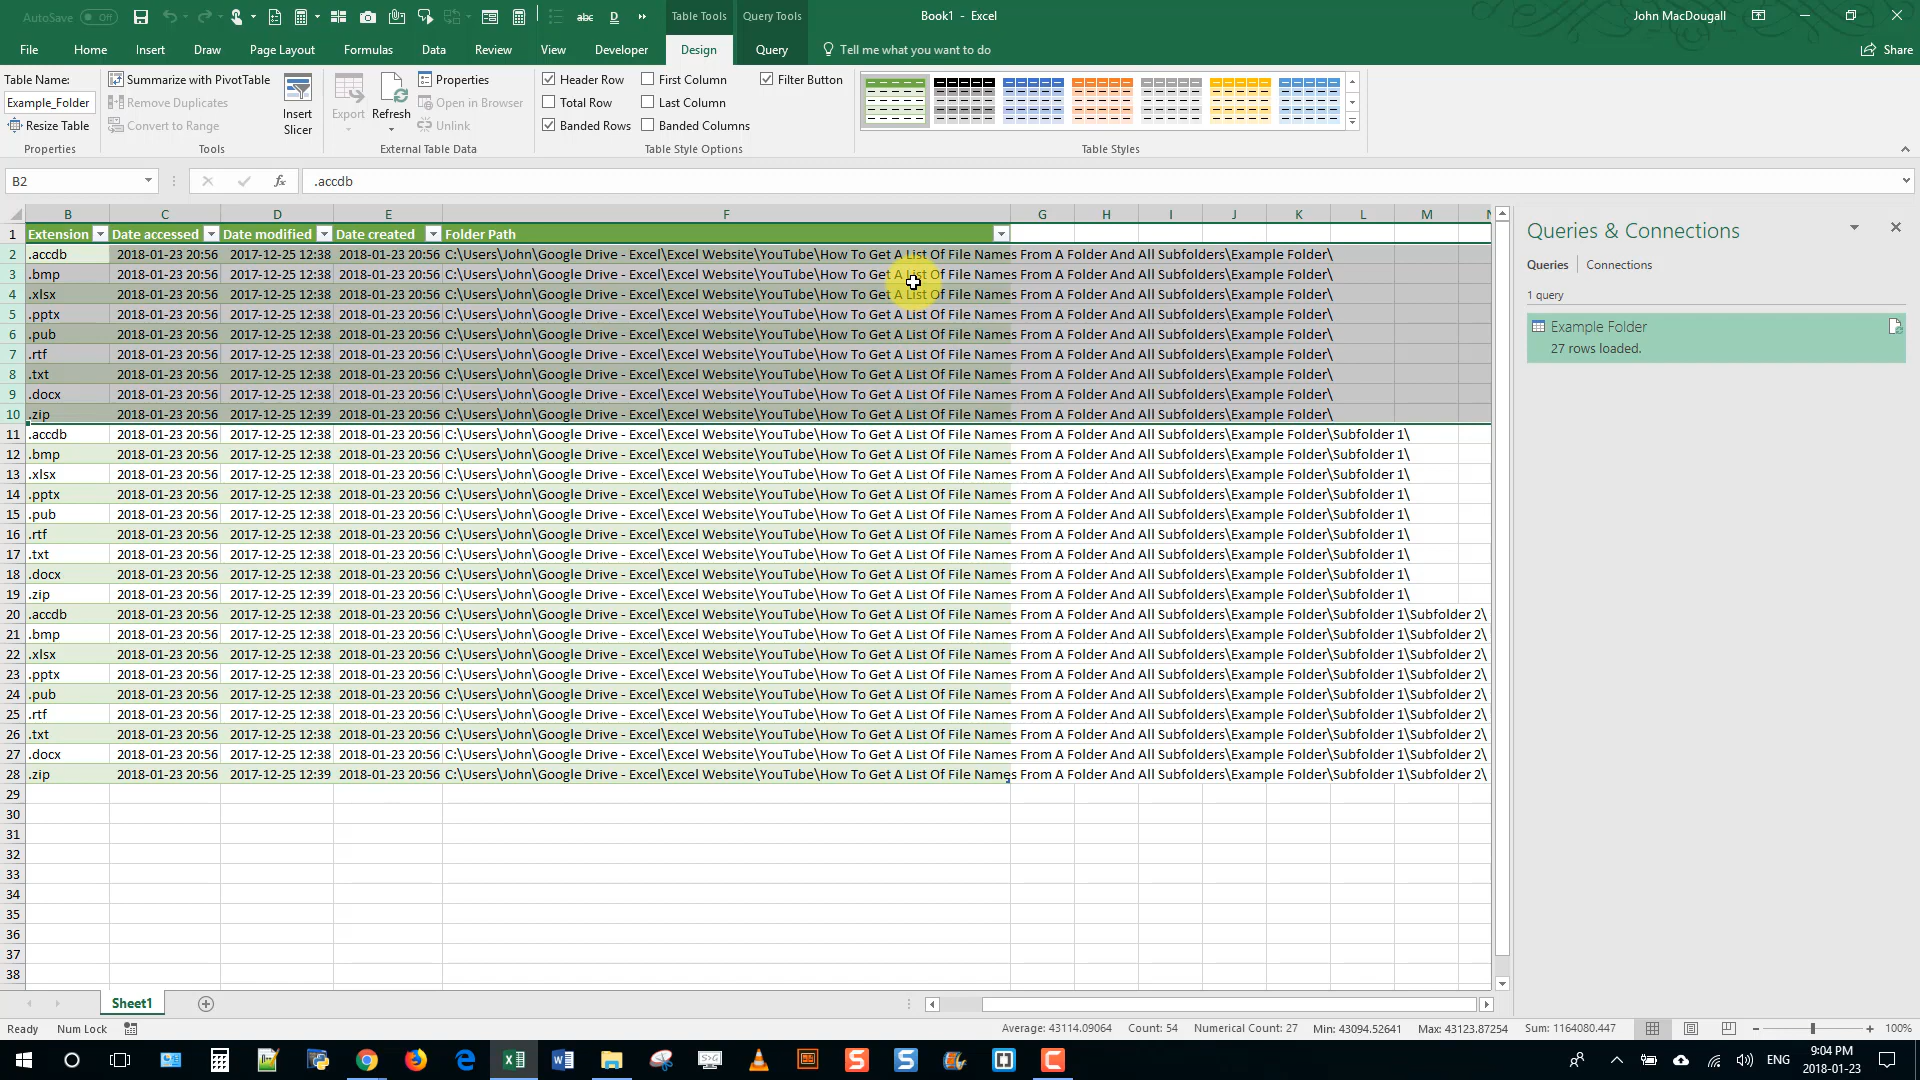 AutoSave Off
abc
D
Table Tools Query Tools
Book1 - Excel
John MacDougall
File Home Insert Draw Page Layout Formulas Data Review View Developer Design Query Tell me what you want to do Share
Table Name:
Example_Folder
Resize Table
Properties
Summarize with PivotTable
Remove Duplicates
Convert to Range
Insert
Slicer
Tools
Export
Refresh
Properties
Open in Browser
Unlink
External Table Data
Header Row First Column Filter Button
Total Row Last Column
Banded Rows Banded Columns
Table Style Options
Table Styles
B2 fx .accdb
B C D E F G H I J K L M
1 Extension Date accessed Date modified Date created Folder Path
2 .accdb 2018-01-23 20:56 2017-12-25 12:38 2018-01-23 20:56 C:\Users\John\Google Drive - Excel\Excel Website\YouTube\How To Get A List Of File Names From A Folder And All Subfolders\Example Folder\
3 .bmp 2018-01-23 20:56 2017-12-25 12:38 2018-01-23 20:56 C:\Users\John\Google Drive - Excel\Excel Website\YouTube\How To Get A List Of File Names From A Folder And All Subfolders\Example Folder\
4 .xlsx 2018-01-23 20:56 2017-12-25 12:38 2018-01-23 20:56 C:\Users\John\Google Drive - Excel\Excel Website\YouTube\How To Get A List Of File Names From A Folder And All Subfolders\Example Folder\
5 .pptx 2018-01-23 20:56 2017-12-25 12:38 2018-01-23 20:56 C:\Users\John\Google Drive - Excel\Excel Website\YouTube\How To Get A List Of File Names From A Folder And All Subfolders\Example Folder\
6 .pub 2018-01-23 20:56 2017-12-25 12:38 2018-01-23 20:56 C:\Users\John\Google Drive - Excel\Excel Website\YouTube\How To Get A List Of File Names From A Folder And All Subfolders\Example Folder\
7 .rtf 2018-01-23 20:56 2017-12-25 12:38 2018-01-23 20:56 C:\Users\John\Google Drive - Excel\Excel Website\YouTube\How To Get A List Of File Names From A Folder And All Subfolders\Example Folder\
8 .txt 2018-01-23 20:56 2017-12-25 12:38 2018-01-23 20:56 C:\Users\John\Google Drive - Excel\Excel Website\YouTube\How To Get A List Of File Names From A Folder And All Subfolders\Example Folder\
9 .docx 2018-01-23 20:56 2017-12-25 12:38 2018-01-23 20:56 C:\Users\John\Google Drive - Excel\Excel Website\YouTube\How To Get A List Of File Names From A Folder And All Subfolders\Example Folder\
10 .zip 2018-01-23 20:56 2017-12-25 12:39 2018-01-23 20:56 C:\Users\John\Google Drive - Excel\Excel Website\YouTube\How To Get A List Of File Names From A Folder And All Subfolders\Example Folder\
11 .accdb 2018-01-23 20:56 2017-12-25 12:38 2018-01-23 20:56 C:\Users\John\Google Drive - Excel\Excel Website\YouTube\How To Get A List Of File Names From A Folder And All Subfolders\Example Folder\Subfolder 1\
12 .bmp 2018-01-23 20:56 2017-12-25 12:38 2018-01-23 20:56 C:\Users\John\Google Drive - Excel\Excel Website\YouTube\How To Get A List Of File Names From A Folder And All Subfolders\Example Folder\Subfolder 1\
13 .xlsx 2018-01-23 20:56 2017-12-25 12:38 2018-01-23 20:56 C:\Users\John\Google Drive - Excel\Excel Website\YouTube\How To Get A List Of File Names From A Folder And All Subfolders\Example Folder\Subfolder 1\
14 .pptx 2018-01-23 20:56 2017-12-25 12:38 2018-01-23 20:56 C:\Users\John\Google Drive - Excel\Excel Website\YouTube\How To Get A List Of File Names From A Folder And All Subfolders\Example Folder\Subfolder 1\
15 .pub 2018-01-23 20:56 2017-12-25 12:38 2018-01-23 20:56 C:\Users\John\Google Drive - Excel\Excel Website\YouTube\How To Get A List Of File Names From A Folder And All Subfolders\Example Folder\Subfolder 1\
16 .rtf 2018-01-23 20:56 2017-12-25 12:38 2018-01-23 20:56 C:\Users\John\Google Drive - Excel\Excel Website\YouTube\How To Get A List Of File Names From A Folder And All Subfolders\Example Folder\Subfolder 1\
17 .txt 2018-01-23 20:56 2017-12-25 12:38 2018-01-23 20:56 C:\Users\John\Google Drive - Excel\Excel Website\YouTube\How To Get A List Of File Names From A Folder And All Subfolders\Example Folder\Subfolder 1\
18 .docx 2018-01-23 20:56 2017-12-25 12:38 2018-01-23 20:56 C:\Users\John\Google Drive - Excel\Excel Website\YouTube\How To Get A List Of File Names From A Folder And All Subfolders\Example Folder\Subfolder 1\
19 .zip 2018-01-23 20:56 2017-12-25 12:39 2018-01-23 20:56 C:\Users\John\Google Drive - Excel\Excel Website\YouTube\How To Get A List Of File Names From A Folder And All Subfolders\Example Folder\Subfolder 1\
20 .accdb 2018-01-23 20:56 2017-12-25 12:38 2018-01-23 20:56 C:\Users\John\Google Drive - Excel\Excel Website\YouTube\How To Get A List Of File Names From A Folder And All Subfolders\Example Folder\Subfolder 1\Subfolder 2\
21 .bmp 2018-01-23 20:56 2017-12-25 12:38 2018-01-23 20:56 C:\Users\John\Google Drive - Excel\Excel Website\YouTube\How To Get A List Of File Names From A Folder And All Subfolders\Example Folder\Subfolder 1\Subfolder 2\
22 .xlsx 2018-01-23 20:56 2017-12-25 12:38 2018-01-23 20:56 C:\Users\John\Google Drive - Excel\Excel Website\YouTube\How To Get A List Of File Names From A Folder And All Subfolders\Example Folder\Subfolder 1\Subfolder 2\
23 .pptx 2018-01-23 20:56 2017-12-25 12:38 2018-01-23 20:56 C:\Users\John\Google Drive - Excel\Excel Website\YouTube\How To Get A List Of File Names From A Folder And All Subfolders\Example Folder\Subfolder 1\Subfolder 2\
24 .pub 2018-01-23 20:56 2017-12-25 12:38 2018-01-23 20:56 C:\Users\John\Google Drive - Excel\Excel Website\YouTube\How To Get A List Of File Names From A Folder And All Subfolders\Example Folder\Subfolder 1\Subfolder 2\
25 .rtf 2018-01-23 20:56 2017-12-25 12:38 2018-01-23 20:56 C:\Users\John\Google Drive - Excel\Excel Website\YouTube\How To Get A List Of File Names From A Folder And All Subfolders\Example Folder\Subfolder 1\Subfolder 2\
26 .txt 2018-01-23 20:56 2017-12-25 12:38 2018-01-23 20:56 C:\Users\John\Google Drive - Excel\Excel Website\YouTube\How To Get A List Of File Names From A Folder And All Subfolders\Example Folder\Subfolder 1\Subfolder 2\
27 .docx 2018-01-23 20:56 2017-12-25 12:38 2018-01-23 20:56 C:\Users\John\Google Drive - Excel\Excel Website\YouTube\How To Get A List Of File Names From A Folder And All Subfolders\Example Folder\Subfolder 1\Subfolder 2\
28 .zip 2018-01-23 20:56 2017-12-25 12:39 2018-01-23 20:56 C:\Users\John\Google Drive - Excel\Excel Website\YouTube\How To Get A List Of File Names From A Folder And All Subfolders\Example Folder\Subfolder 1\Subfolder 2\
29
30
31
32
33
34
35
36
37
38
Queries & Connections
Queries Connections
1 query
Example Folder
27 rows loaded.
Sheet1
Ready Num Lock Average: 43114.09064 Count: 54 Numerical Count: 27 Min: 43094.52641 Max: 43123.87254 Sum: 1164080.447 100%
ENG
9:04 PM
2018-01-23